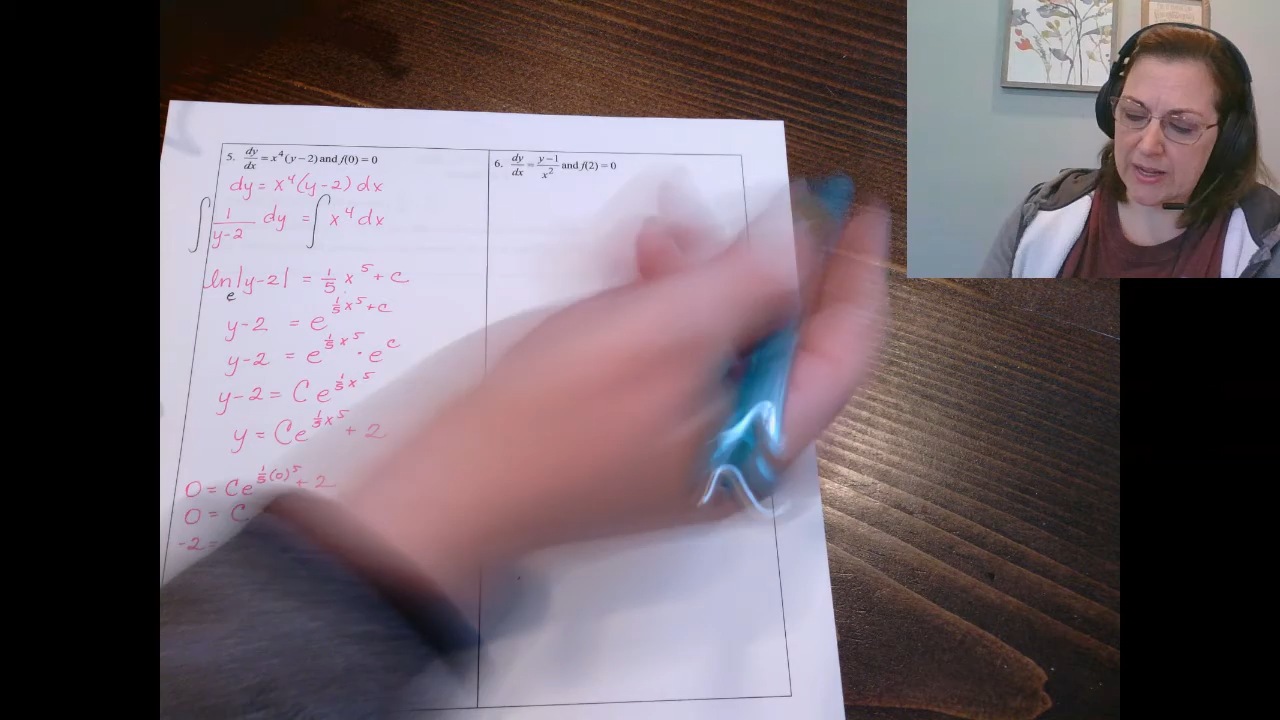 5. dy/dx = x⁴(y−2) and f(0) = 0
dy = x⁴(y-2) dx
∫ 1/(y-2) dy = ∫ x⁴ dx
ln|y-2| = 1/5 x⁵ + c
e
y-2 = e^(1/5 x⁵ + c)
y-2 = e^(1/5 x⁵) · e^c
y-2 = Ce^(1/5 x⁵)
y = Ce^(1/5 x⁵) + 2
0 = Ce^(1/5 (0)⁵) + 2
0 = C
-2 =
6. dy/dx = (y−1)/x² and f(2) = 0